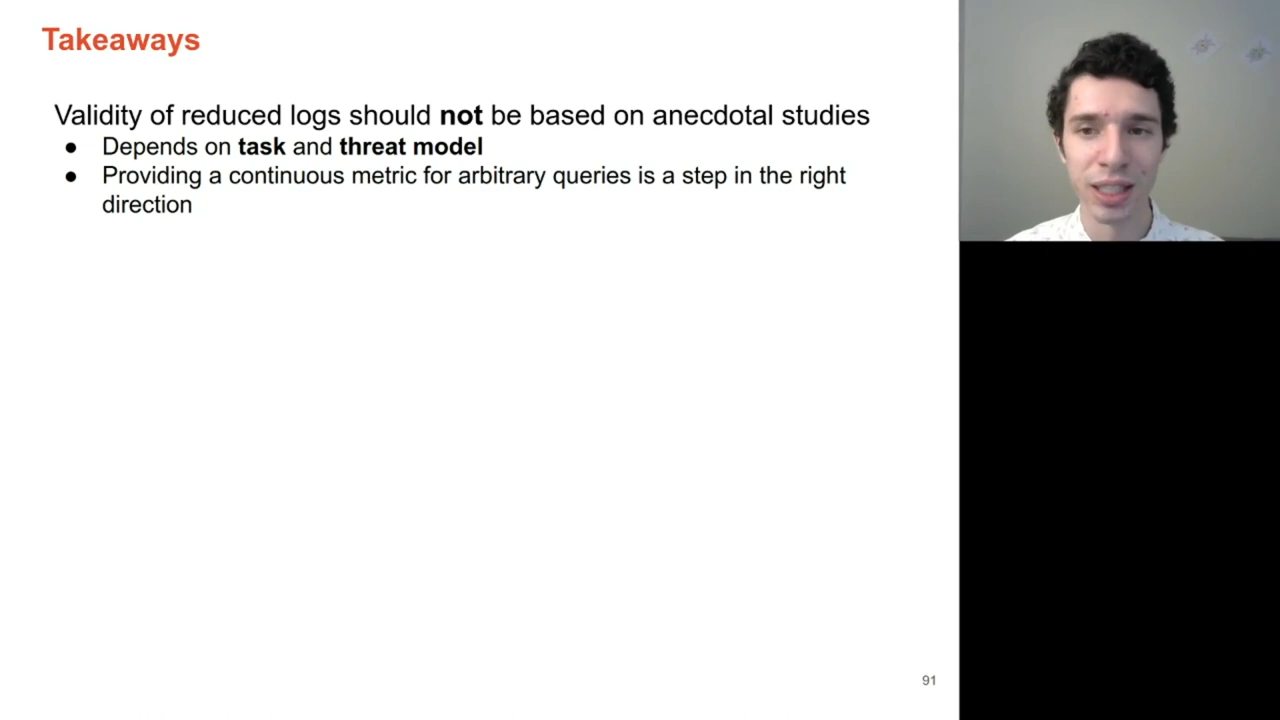 Takeaways
Validity of reduced logs should not be based on anecdotal studies
● Depends on task and threat model
● Providing a continuous metric for arbitrary queries is a step in the right
direction
91